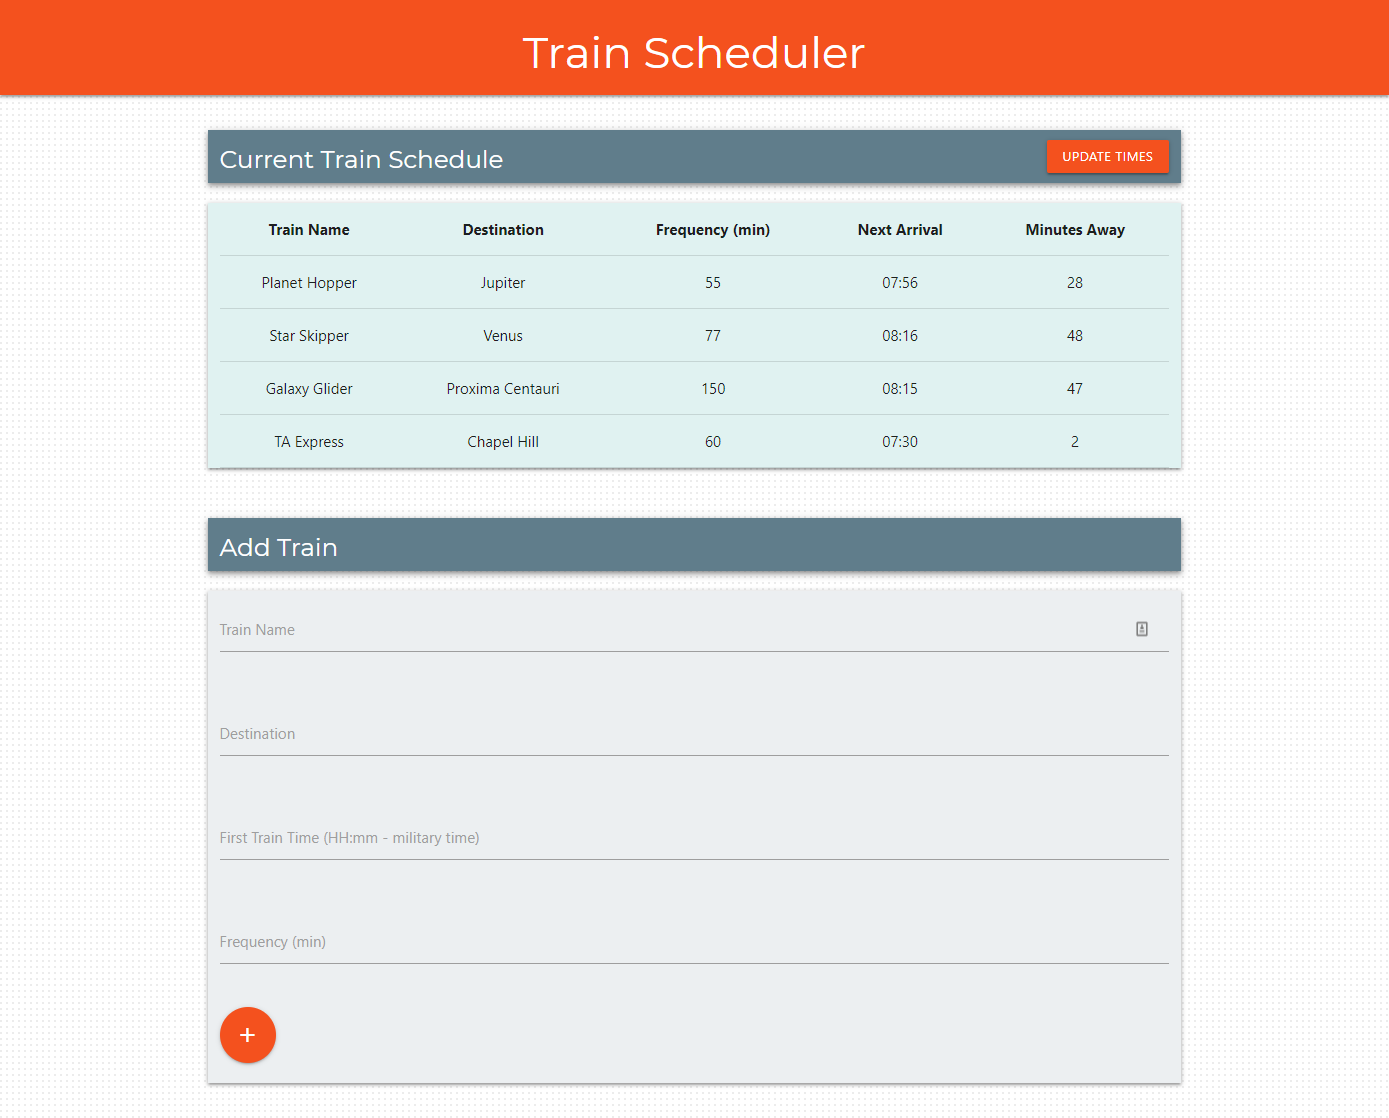 Train Scheduler
Current Train Schedule UPDATE TIMES
Train Name Destination Frequency (min) Next Arrival Minutes Away
Planet Hopper Jupiter 55 07:56 28
Star Skipper Venus 77 08:16 48
Galaxy Glider Proxima Centauri 150 08:15 47
TA Express Chapel Hill 60 07:30 2
Add Train
Train Name
Destination
First Train Time (HH:mm - military time)
Frequency (min)
+